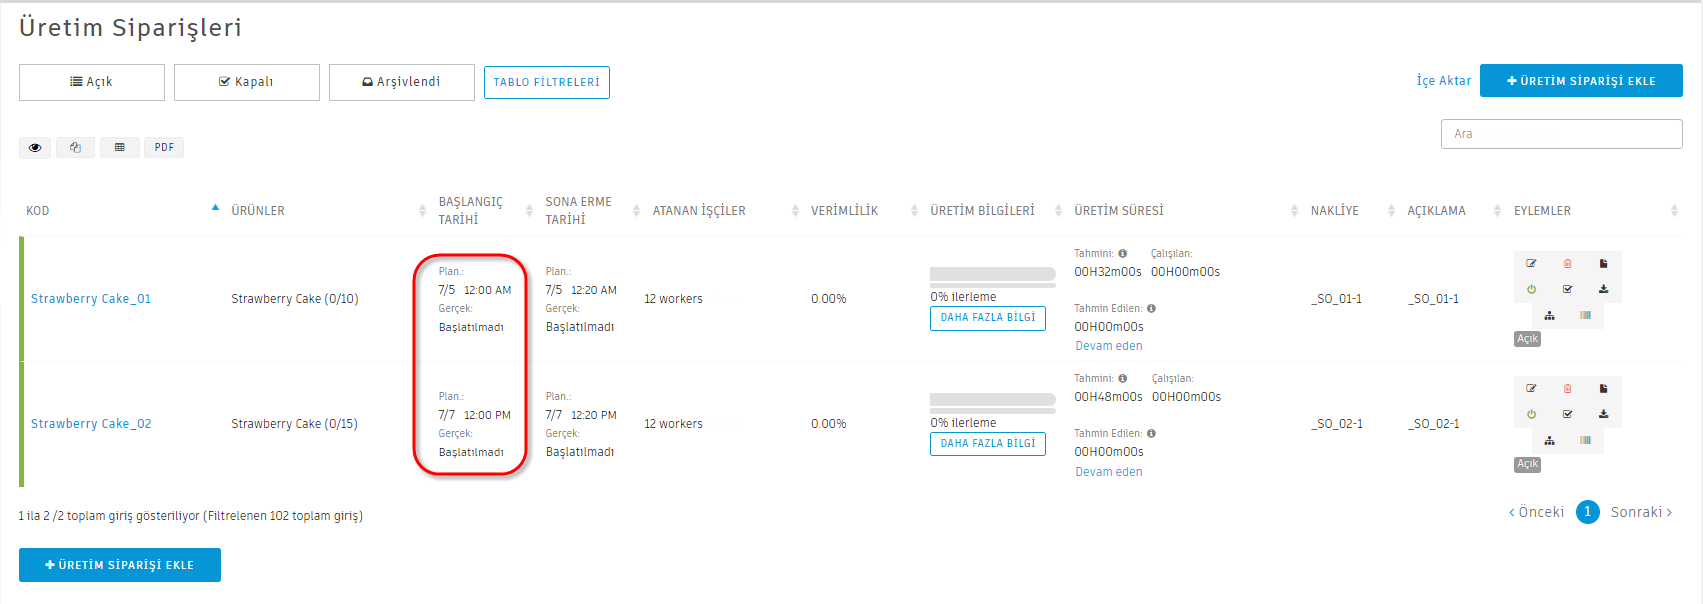 Üretim Siparişleri
Açık
Kapalı
Arşivlendi
TABLO FİLTRELERİ
İçe Aktar
ÜRETİM SİPARİŞİ EKLE
Ara
PDF
KOD
ÜRÜNLER
BAŞLANGIÇ
TARİHİ
SONA ERME
TARİHİ
ATANAN İŞÇİLER
VERİMLİLİK
ÜRETİM BİLGİLERİ
ÜRETİM SÜRESİ
NAKLİYE
AÇIKLAMA
EYLEMLER
Strawberry Cake_01
Strawberry Cake (0/10)
Plan.:
7/5 12:00 AM
Gerçek:
Başlatılmadı
Plan.:
7/5 12:20 AM
Gerçek:
Başlatılmadı
12 workers
0.00%
0% ilerleme
DAHA FAZLA BİLGİ
Tahmini: Çalışılan:
00H32m00s 00H00m00s
Tahmin Edilen:
00H00m00s
Devam eden
_SO_01-1
_SO_01-1
Açık
Strawberry Cake_02
Strawberry Cake (0/15)
Plan.:
7/7 12:00 PM
Gerçek:
Başlatılmadı
Plan.:
7/7 12:20 PM
Gerçek:
Başlatılmadı
12 workers
0.00%
0% ilerleme
DAHA FAZLA BİLGİ
Tahmini: Çalışılan:
00H48m00s 00H00m00s
Tahmin Edilen:
00H00m00s
Devam eden
_SO_02-1
_SO_02-1
Açık
1 ila 2 /2 toplam giriş gösteriliyor (Filtrelenen 102 toplam giriş)
‹ Önceki 1 Sonraki ›
ÜRETİM SİPARİŞİ EKLE